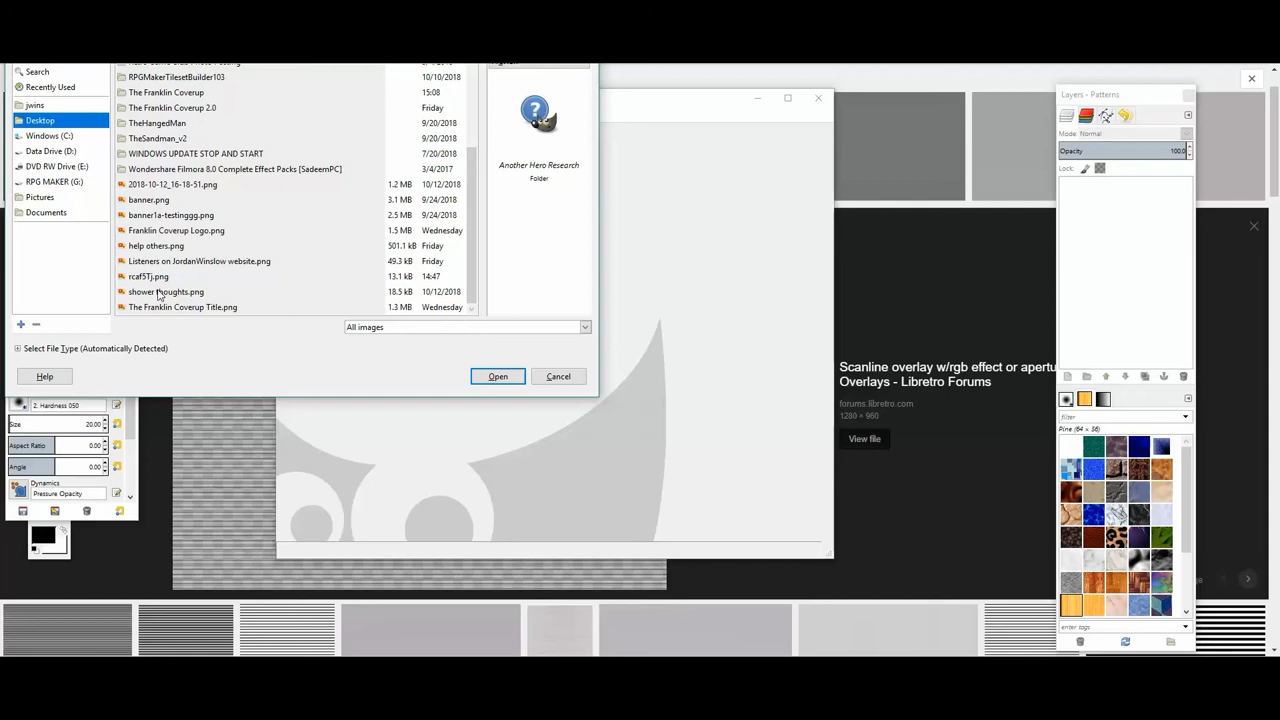 Search
Recently Used
jwins
Desktop
Windows (C:)
Data Drive (D:)
DVD RW Drive (E:)
RPG MAKER (G:)
Pictures
Documents
RPGMakerTilesetBuilder103 10/10/2018
The Franklin Coverup 15:08
The Franklin Coverup 2.0 Friday
TheHangedMan 9/20/2018
TheSandman_v2 9/20/2018
WINDOWS UPDATE STOP AND START 7/20/2018
Wondershare Filmora 8.0 Complete Effect Packs [SadeemPC] 3/4/2017
2018-10-12_16-18-51.png 1.2 MB 10/12/2018
banner.png 3.1 MB 9/24/2018
banner1a-testinggg.png 2.5 MB 9/24/2018
Franklin Coverup Logo.png 1.5 MB Wednesday
help others.png 501.1 kB Friday
Listeners on JordanWinslow website.png 49.3 kB Friday
rcaf5Tj.png 13.1 kB 14:47
shower thoughts.png 18.5 kB 10/12/2018
The Franklin Coverup Title.png 1.3 MB Wednesday
Another Hero Research
Folder
All images
Select File Type (Automatically Detected)
Help
Open
Cancel
2. Hardness 050
Size 20.00
Aspect Ratio 0.00
Angle 0.00
Dynamics
Pressure Opacity
Scanline overlay w/rgb effect or apertu
Overlays - Libretro Forums
forums.libretro.com
1280 × 960
View file
Layers - Patterns
Mode: Normal
Opacity 100.0
Lock:
filter
Pine (64 × 56)
enter tags